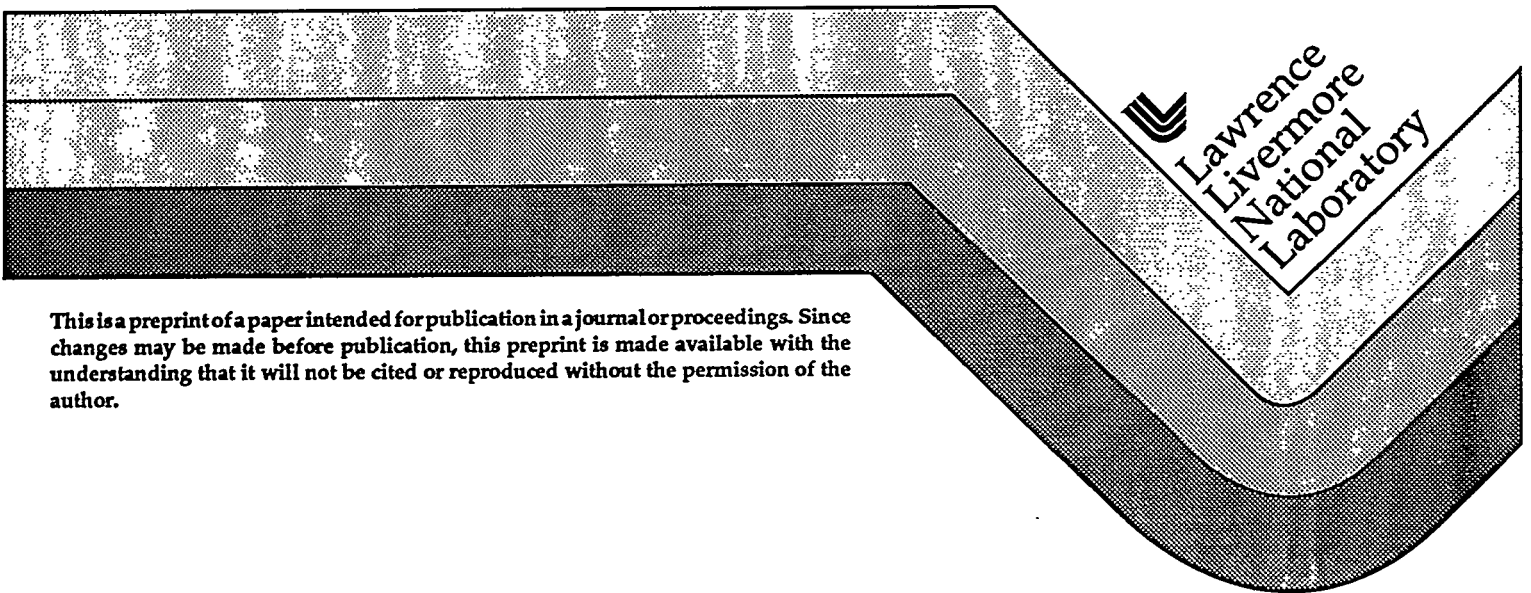 Lawrence
Livermore
National
Laboratory
This is a preprint of a paper intended for publication in a journal or proceedings. Since
changes may be made before publication, this preprint is made available with the
understanding that it will not be cited or reproduced without the permission of the
author.